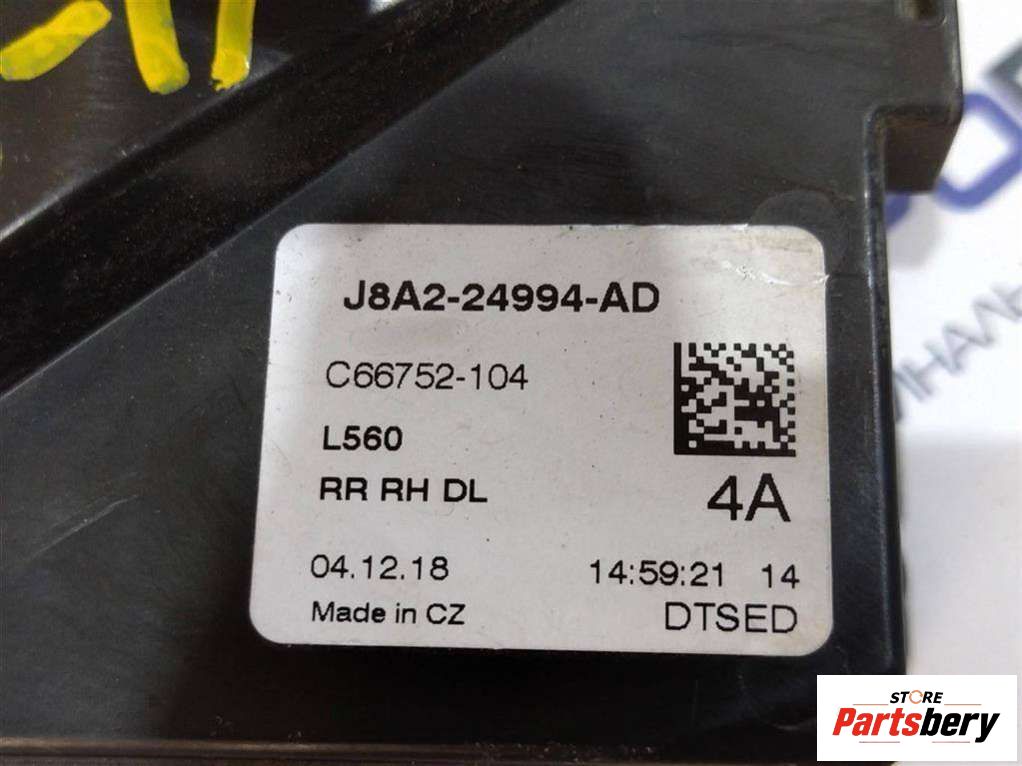 J8A2-24994-AD
C66752-104
L560
RR RH DL
4A
04.12.18 14:59:21 14
Made in CZ DTSED
STORE
Partsbery